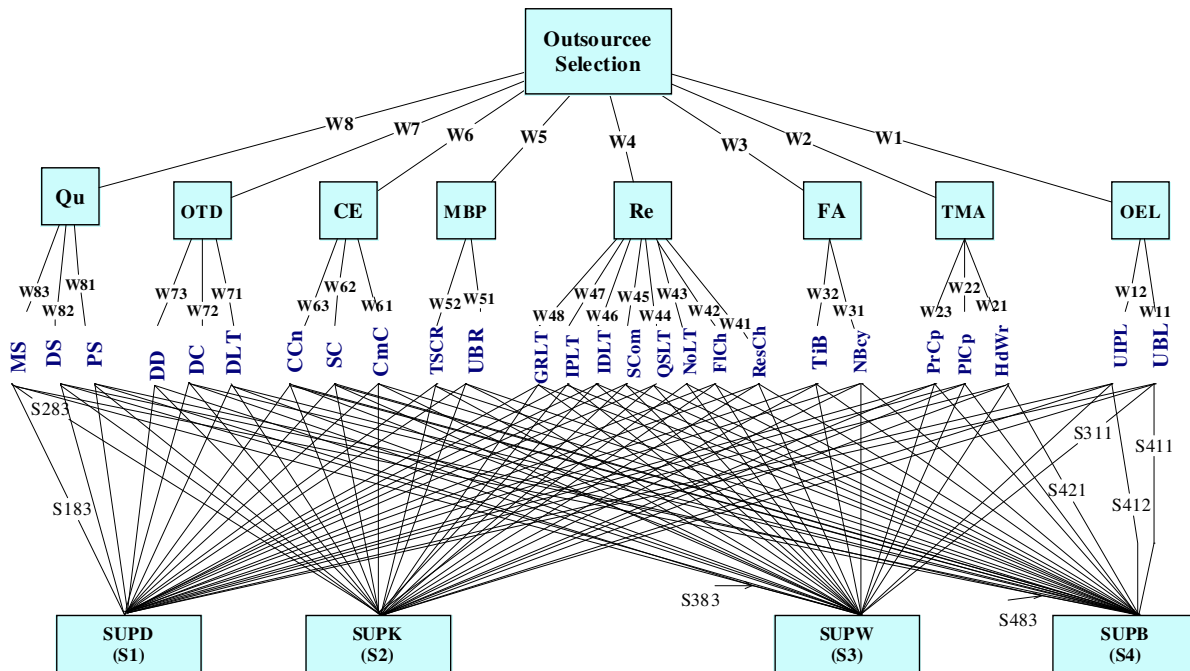 Outsourcee
Selection
W8
W7
W6
W5
W4
W3
W2
W1
Qu
OTD
CE
MBP
Re
FA
TMA
OEL
W83
W82
W81
W73
W72
W71
W63
W62
W61
W52
W51
W48
W47
W46
W45
W44
W43
W42
W41
W32
W31
W23
W22
W21
W12
W11
MS
DS
PS
DD
DC
DLT
CCn
SC
CmC
TSCR
UBR
GRLT
IPLT
IDLT
SCom
QSLT
NoLT
FlCh
ResCh
TiB
NBcy
PrCp
PlCp
HdWr
UIPL
UBL
S283
S183
S311
S411
S421
S412
S383
S483
SUPD
(S1)
SUPK
(S2)
SUPW
(S3)
SUPB
(S4)